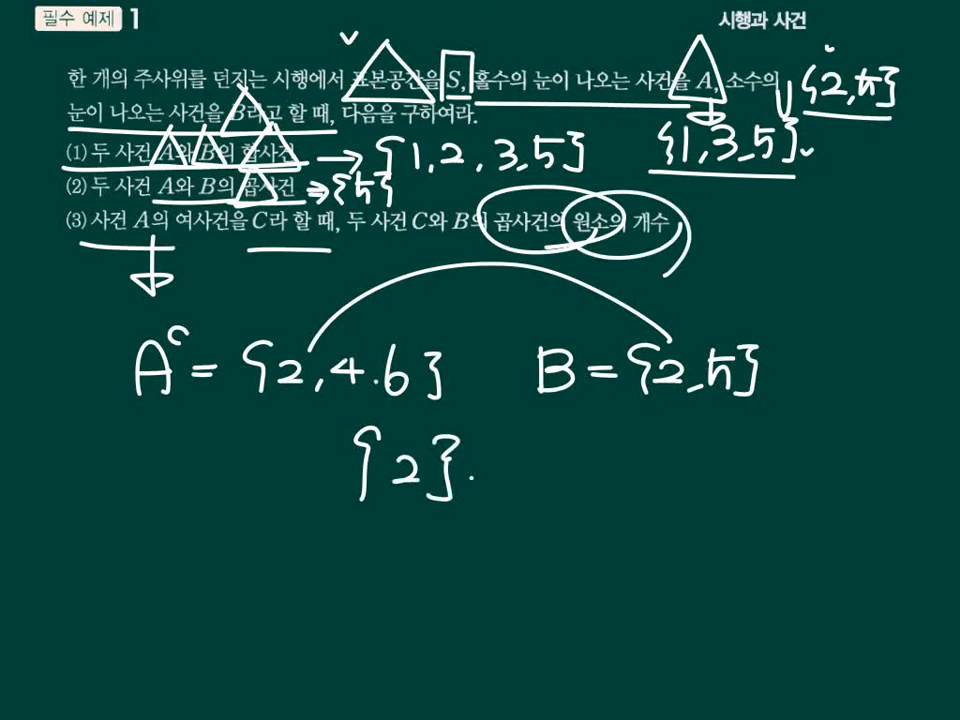 필수 예제 1
시행과 사건
한 개의 주사위를 던지는 시행에서 표본공간을 S, 홀수의 눈이 나오는 사건을 A, 소수의 {2,5}
눈이 나오는 사건을 B라고 할 때, 다음을 구하여라.
(1) 두 사건 A와 B의 합사건 → {1,2,3,5} {1,3,5}
(2) 두 사건 A와 B의 곱사건 ⇒ {5}
(3) 사건 A의 여사건을 C라 할 때, 두 사건 C와 B의 곱사건의 원소의 개수
Aᶜ = {2,4.6} B = {2,5}
{2}.